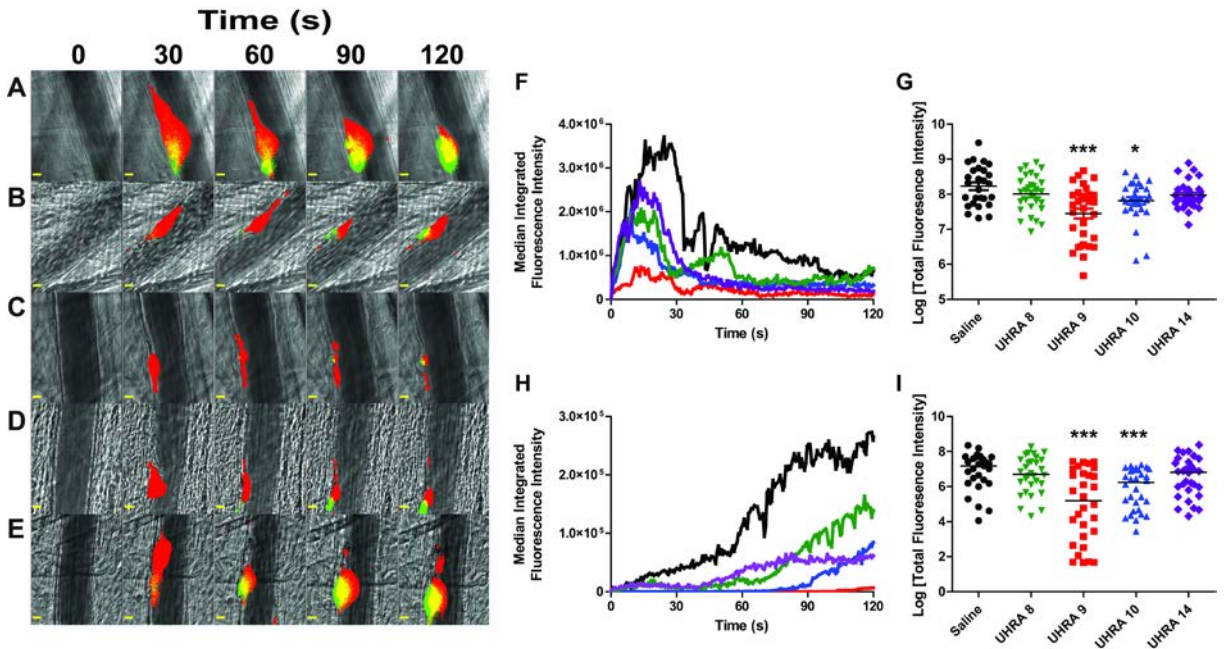 Time (s)
0 30 60 90 120
A
B
C
D
E
F
Median Integrated
Fluorescence Intensity
4.0×10⁶
3.0×10⁶
2.0×10⁶
1.0×10⁶
0
0 30 60 90 120
Time (s)
G
Log [Total Fluoresence Intensity]
10
9
8
7
6
5
*** *
Saline
UHRA 8
UHRA 9
UHRA 10
UHRA 14
H
Median Integrated
Fluorescence Intensity
3.0×10⁵
2.0×10⁵
1.0×10⁵
0
0 30 60 90 120
Time (s)
I
Log [Total Fluoresence Intensity]
10
8
6
4
2
0
*** ***
Saline
UHRA 8
UHRA 9
UHRA 10
UHRA 14